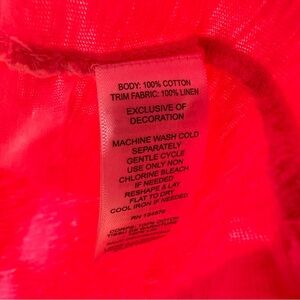 BODY: 100% COTTON
TRIM FABRIC: 100% LINEN
EXCLUSIVE OF
DECORATION
MACHINE WASH COLD
SEPARATELY
GENTLE CYCLE
USE ONLY NON
CHLORINE BLEACH
IF NEEDED
RESHAPE & LAY
FLAT TO DRY
COOL IRON IF NEEDED